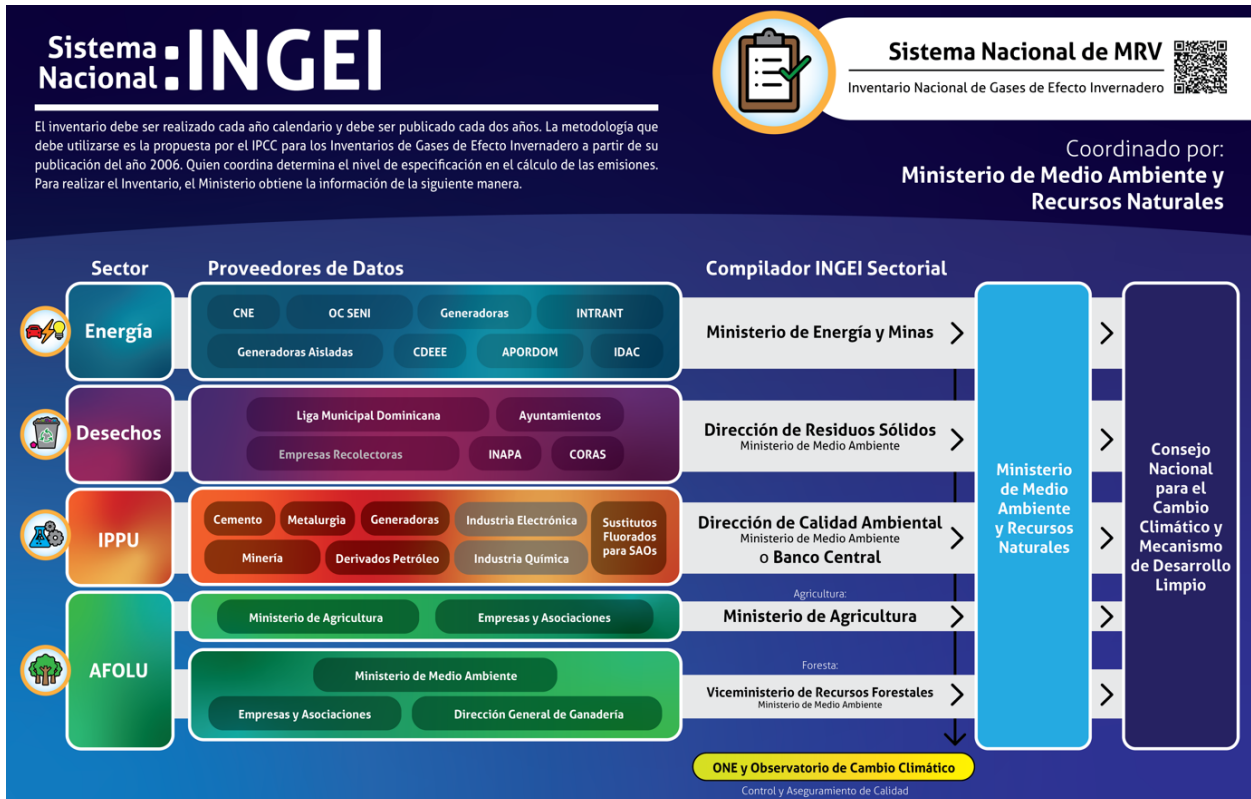 Sistema
Nacional
:INGEI
El inventario debe ser realizado cada año calendario y debe ser publicado cada dos años. La metodología que
debe utilizarse es la propuesta por el IPCC para los Inventarios de Gases de Efecto Invernadero a partir de su
publicación del año 2006. Quien coordina determina el nivel de especificación en el cálculo de las emisiones.
Para realizar el Inventario, el Ministerio obtiene la información de la siguiente manera.
Sistema Nacional de MRV
Inventario Nacional de Gases de Efecto Invernadero
Coordinado por:
Ministerio de Medio Ambiente y
Recursos Naturales
Sector
Proveedores de Datos
Compilador INGEI Sectorial
Energía
CNE
OC SENI
Generadoras
INTRANT
Generadoras Aisladas
CDEEE
APORDOM
IDAC
Ministerio de Energía y Minas
Desechos
Liga Municipal Dominicana
Ayuntamientos
Empresas Recolectoras
INAPA
CORAS
Dirección de Residuos Sólidos
Ministerio de Medio Ambiente
IPPU
Cemento
Metalurgia
Generadoras
Industria Electrónica
Sustitutos
Fluorados
para SAOs
Minería
Derivados Petróleo
Industria Química
Dirección de Calidad Ambiental
Ministerio de Medio Ambiente
o Banco Central
AFOLU
Ministerio de Agricultura
Empresas y Asociaciones
Agricultura:
Ministerio de Agricultura
Ministerio de Medio Ambiente
Empresas y Asociaciones
Dirección General de Ganadería
Foresta:
Viceministerio de Recursos Forestales
Ministerio de Medio Ambiente
Ministerio
de Medio
Ambiente
y Recursos
Naturales
Consejo
Nacional
para el
Cambio
Climático y
Mecanismo
de Desarrollo
Limpio
ONE y Observatorio de Cambio Climático
Control y Aseguramiento de Calidad